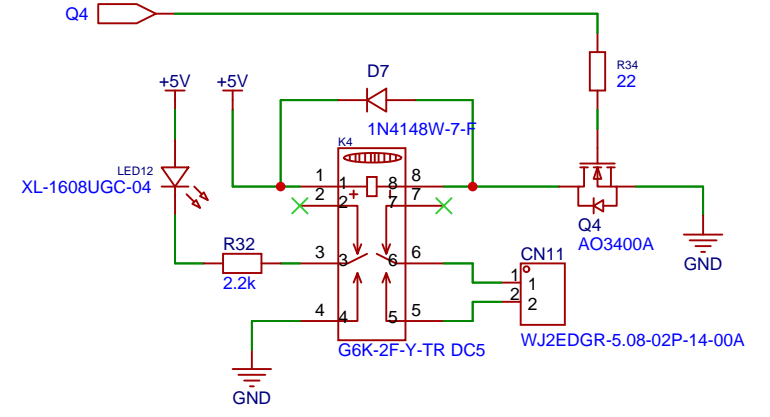 Q4
+5V
+5V
D7
R34
22
1N4148W-7-F
K4
LED12
XL-1608UGC-04
1
1
8
8
2
2
7
7
+
-
Q4
AO3400A
GND
R32
2.2k
3
3
6
6
CN11
1
1
2
2
4
4
5
5
WJ2EDGR-5.08-02P-14-00A
G6K-2F-Y-TR DC5
GND